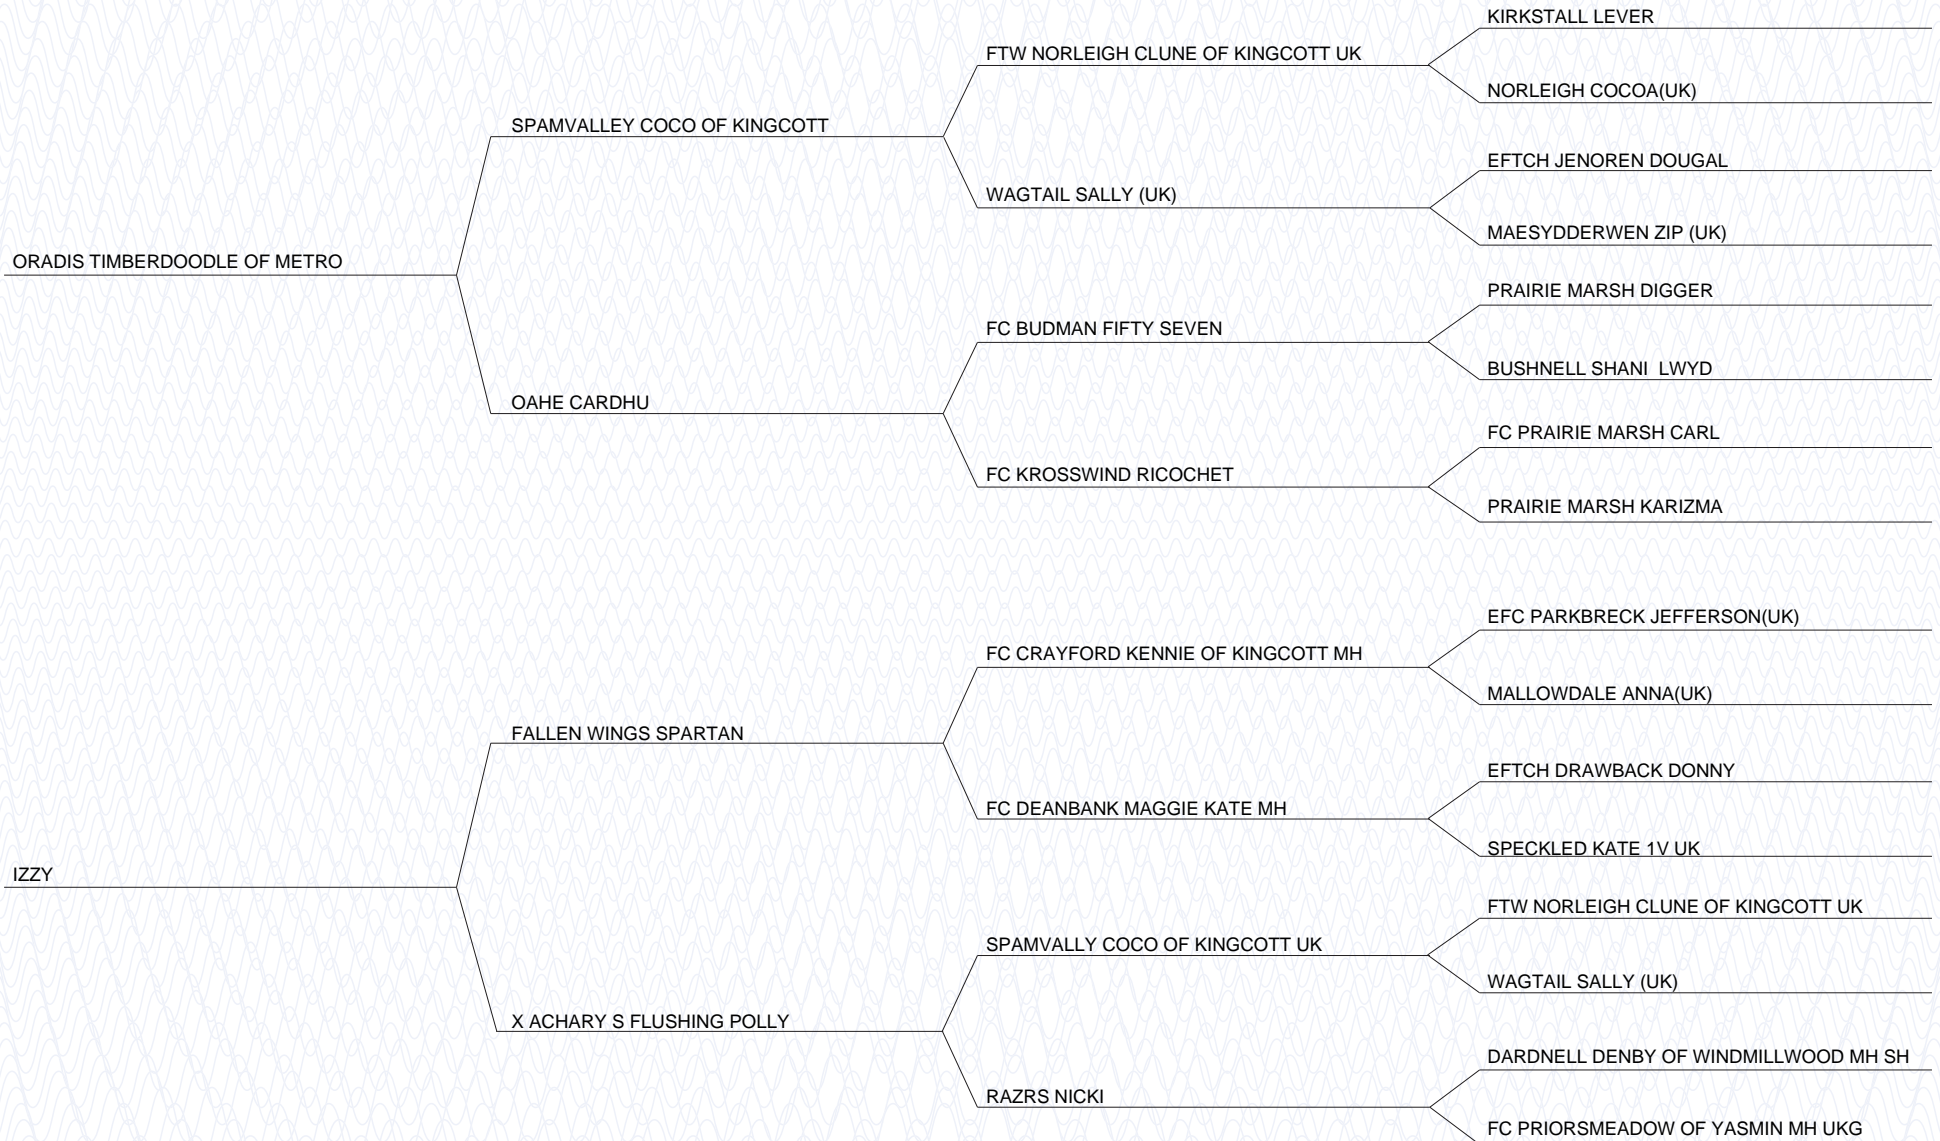 KIRKSTALL LEVER
FTW NORLEIGH CLUNE OF KINGCOTT UK
NORLEIGH COCOA(UK)
SPAMVALLEY COCO OF KINGCOTT
EFTCH JENOREN DOUGAL
WAGTAIL SALLY (UK)
MAESYDDERWEN ZIP (UK)
ORADIS TIMBERDOODLE OF METRO
PRAIRIE MARSH DIGGER
FC BUDMAN FIFTY SEVEN
BUSHNELL SHANI  LWYD
OAHE CARDHU
FC PRAIRIE MARSH CARL
FC KROSSWIND RICOCHET
PRAIRIE MARSH KARIZMA
EFC PARKBRECK JEFFERSON(UK)
FC CRAYFORD KENNIE OF KINGCOTT MH
MALLOWDALE ANNA(UK)
FALLEN WINGS SPARTAN
EFTCH DRAWBACK DONNY
FC DEANBANK MAGGIE KATE MH
SPECKLED KATE 1V UK
IZZY
FTW NORLEIGH CLUNE OF KINGCOTT UK
SPAMVALLY COCO OF KINGCOTT UK
WAGTAIL SALLY (UK)
X ACHARY S FLUSHING POLLY
DARDNELL DENBY OF WINDMILLWOOD MH SH
RAZRS NICKI
FC PRIORSMEADOW OF YASMIN MH UKG